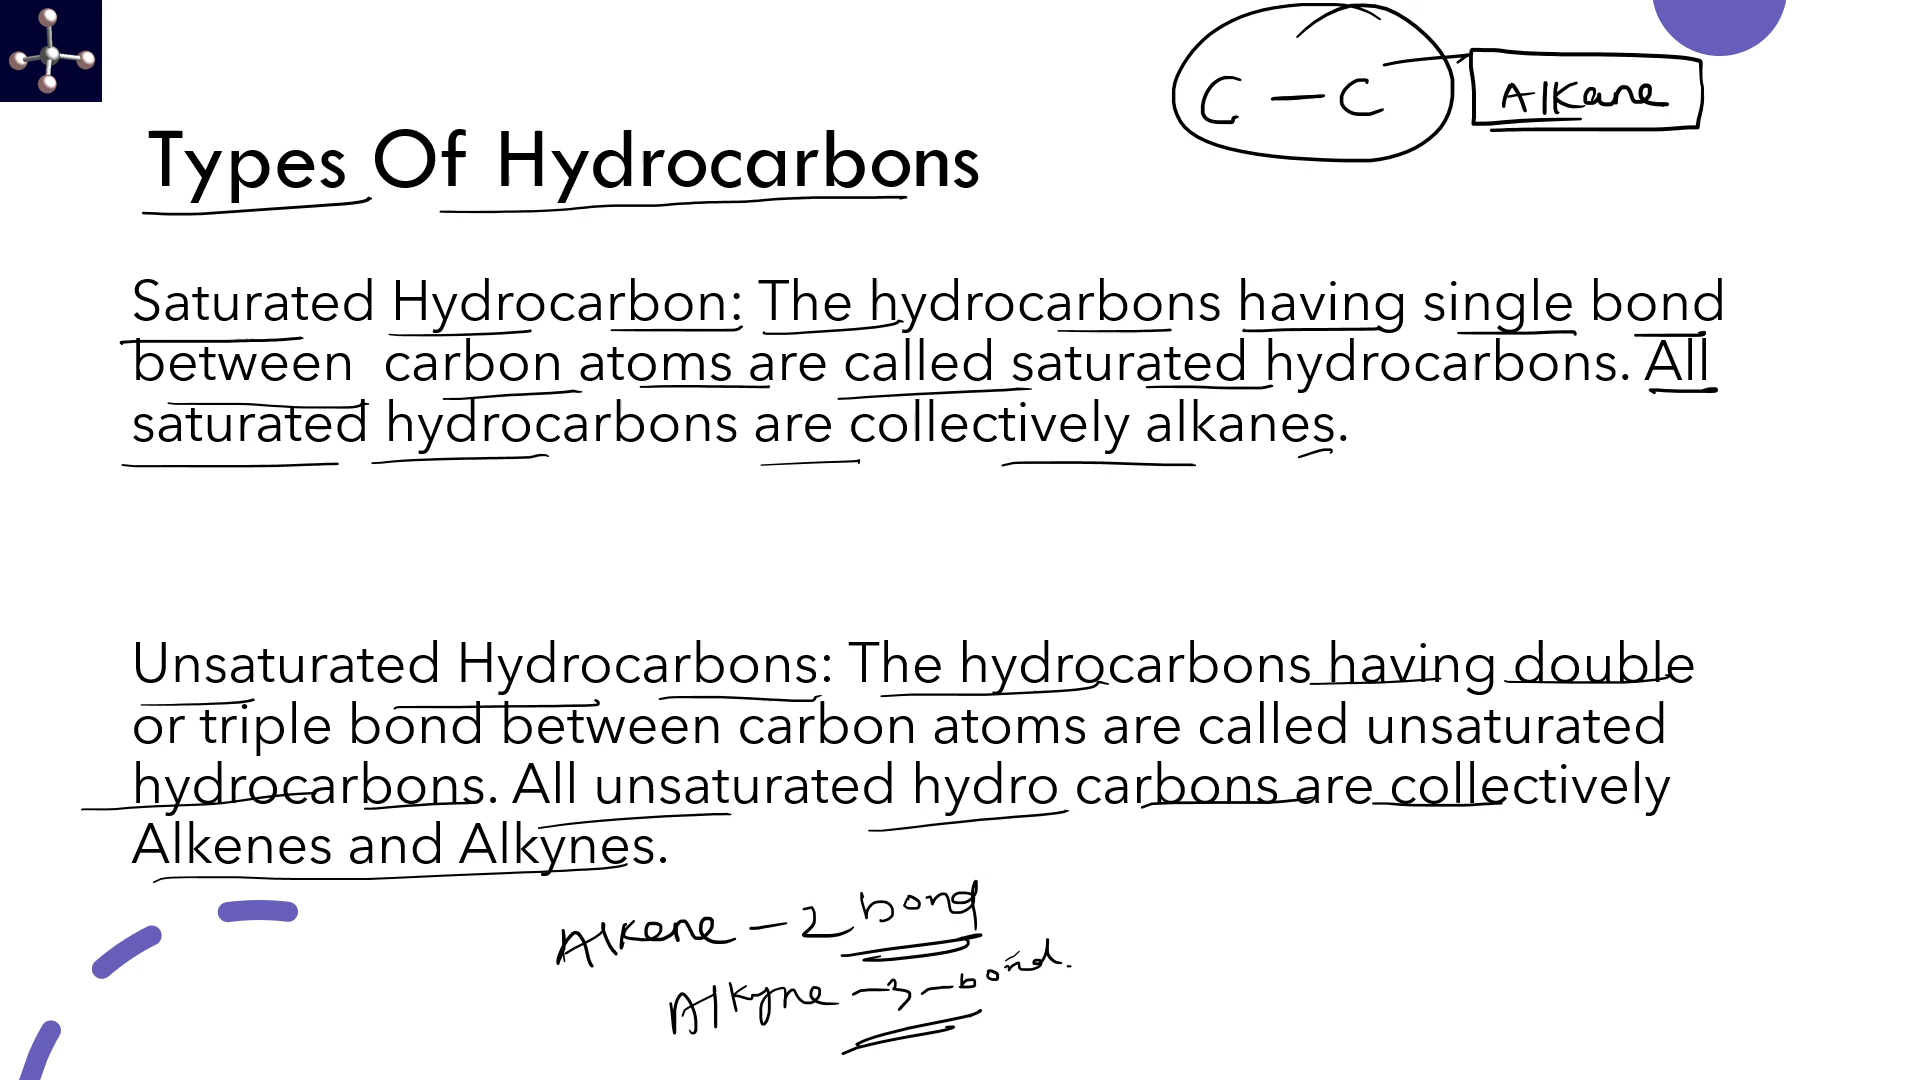 C – C Alkane
Types Of Hydrocarbons
Saturated Hydrocarbon: The hydrocarbons having single bond
between carbon atoms are called saturated hydrocarbons. All
saturated hydrocarbons are collectively alkanes.
Unsaturated Hydrocarbons: The hydrocarbons having double
or triple bond between carbon atoms are called unsaturated
hydrocarbons. All unsaturated hydro carbons are collectively
Alkenes and Alkynes.
Alkene – 2 bond
Alkyne – 3 – bond.